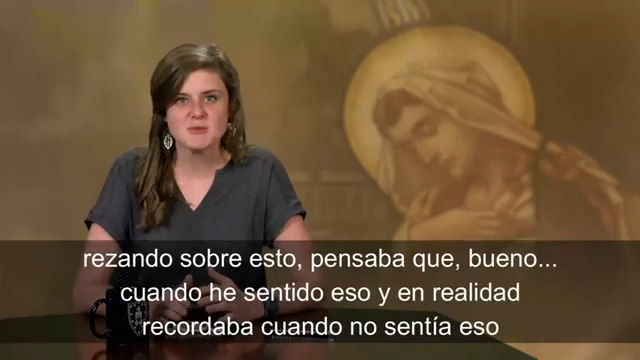 rezando sobre esto, pensaba que, bueno...
cuando he sentido eso y en realidad
recordaba cuando no sentía eso